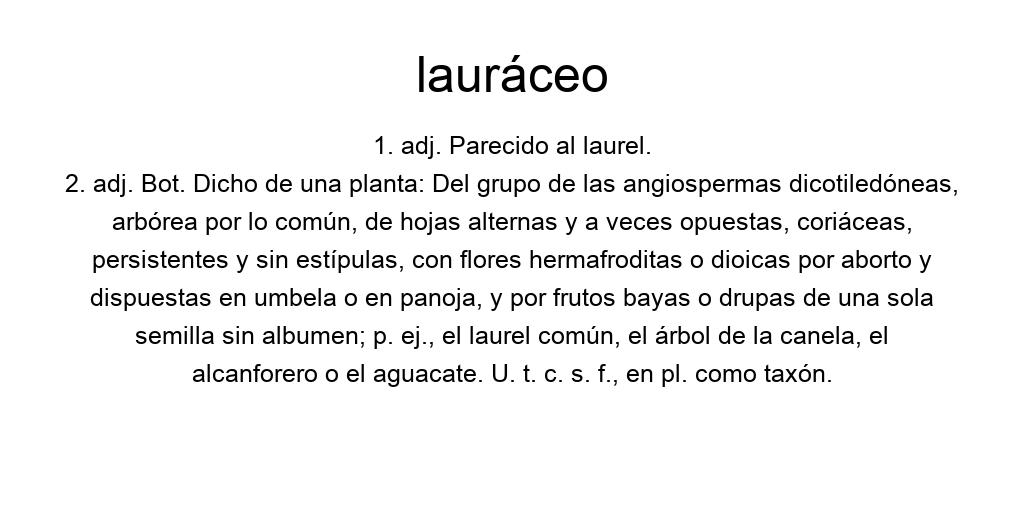 lauráceo
1. adj. Parecido al laurel.
2. adj. Bot. Dicho de una planta: Del grupo de las angiospermas dicotiledóneas,
arbórea por lo común, de hojas alternas y a veces opuestas, coriáceas,
persistentes y sin estípulas, con flores hermafroditas o dioicas por aborto y
dispuestas en umbela o en panoja, y por frutos bayas o drupas de una sola
semilla sin albumen; p. ej., el laurel común, el árbol de la canela, el
alcanforero o el aguacate. U. t. c. s. f., en pl. como taxón.